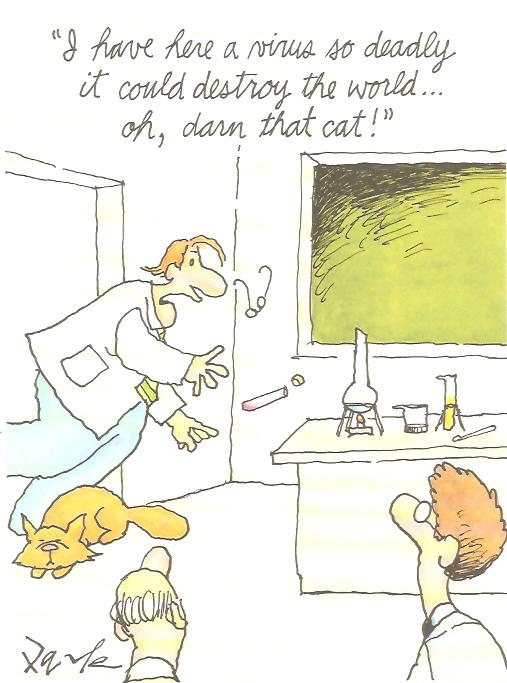 "I have here a virus so deadly
it could destroy the world...
oh, darn that cat!"